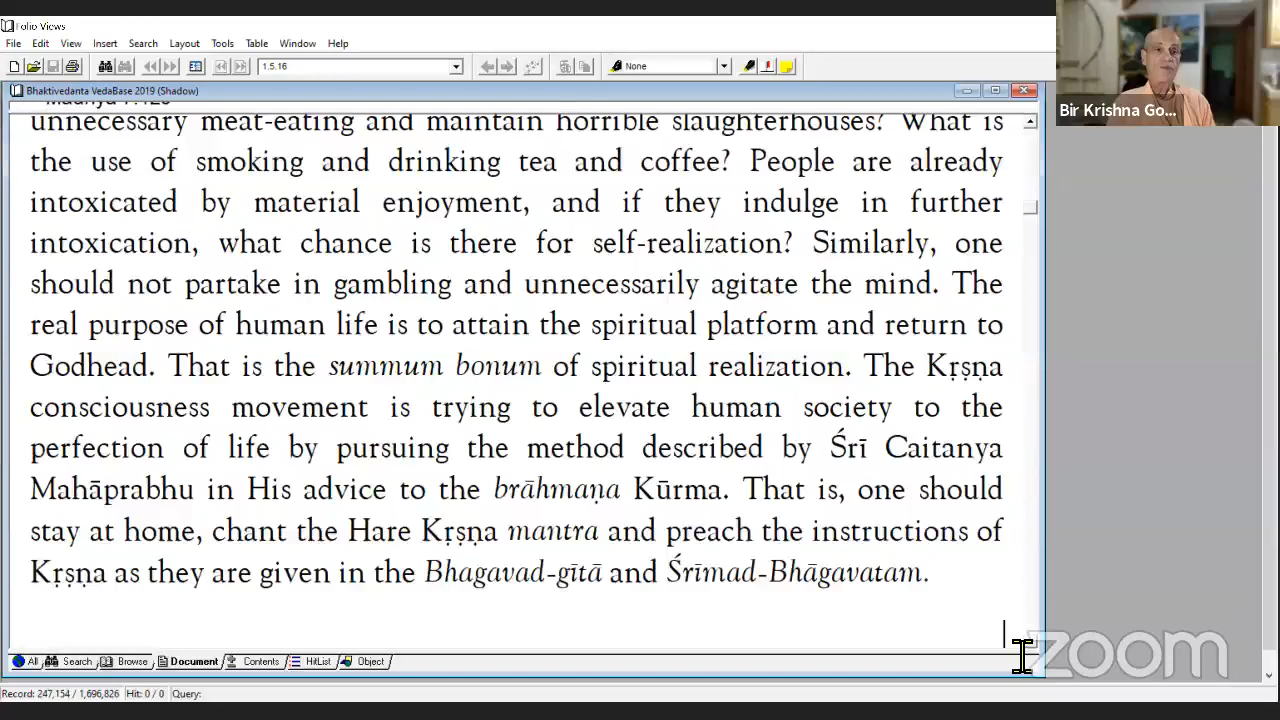 Folio Views
File Edit View Insert Search Layout Tools Table Window Help
1.5.16 None
Bhaktivedanta VedaBase 2019 (Shadow)
unnecessary meat-eating and maintain horrible slaughterhouses? What is
the use of smoking and drinking tea and coffee? People are already
intoxicated by material enjoyment, and if they indulge in further
intoxication, what chance is there for self-realization? Similarly, one
should not partake in gambling and unnecessarily agitate the mind. The
real purpose of human life is to attain the spiritual platform and return to
Godhead. That is the summum bonum of spiritual realization. The Kṛṣṇa
consciousness movement is trying to elevate human society to the
perfection of life by pursuing the method described by Śrī Caitanya
Mahāprabhu in His advice to the brāhmaṇa Kūrma. That is, one should
stay at home, chant the Hare Kṛṣṇa mantra and preach the instructions of
Kṛṣṇa as they are given in the Bhagavad-gītā and Śrīmad-Bhāgavatam.
All Search Browse Document Contents HitList Object
Record: 247,154 / 1,696,826 Hit: 0 / 0 Query:
Bir Krishna Go...
zoom